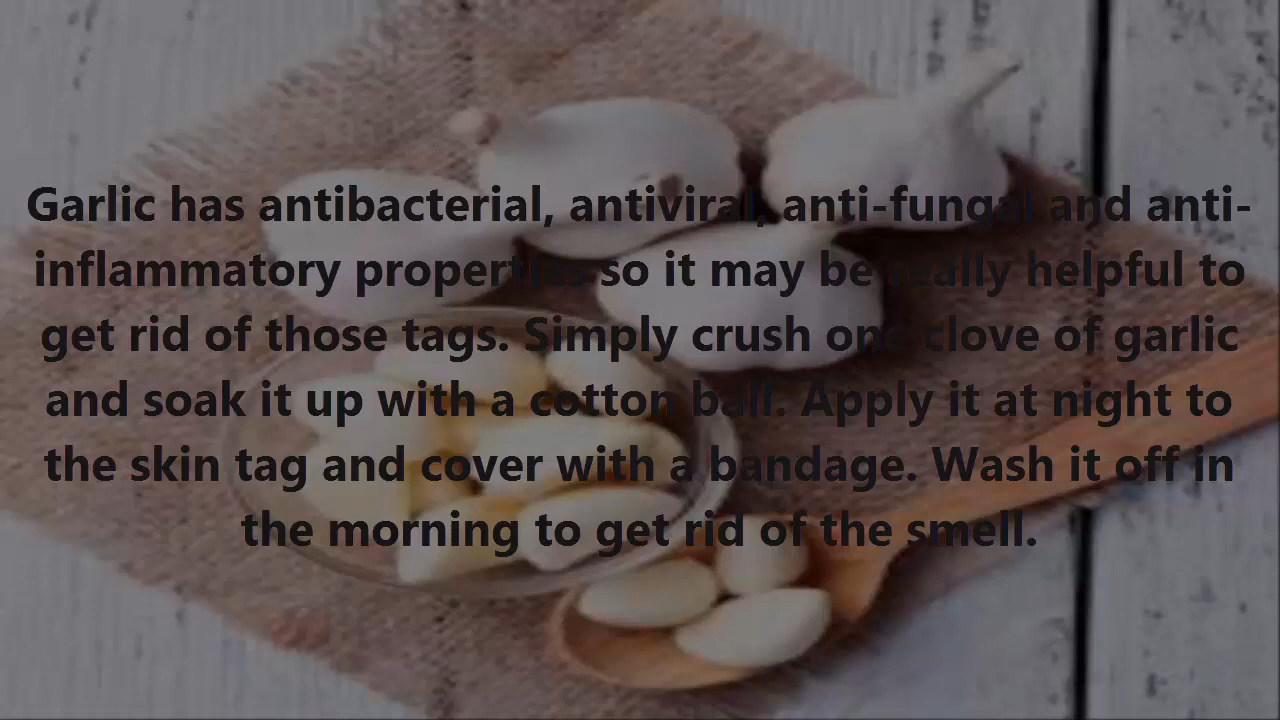 Garlic has antibacterial, antiviral, anti-fungal and anti-
inflammatory properties so it may be really helpful to
get rid of those tags. Simply crush one clove of garlic
and soak it up with a cotton ball. Apply it at night to
the skin tag and cover with a bandage. Wash it off in
the morning to get rid of the smell.